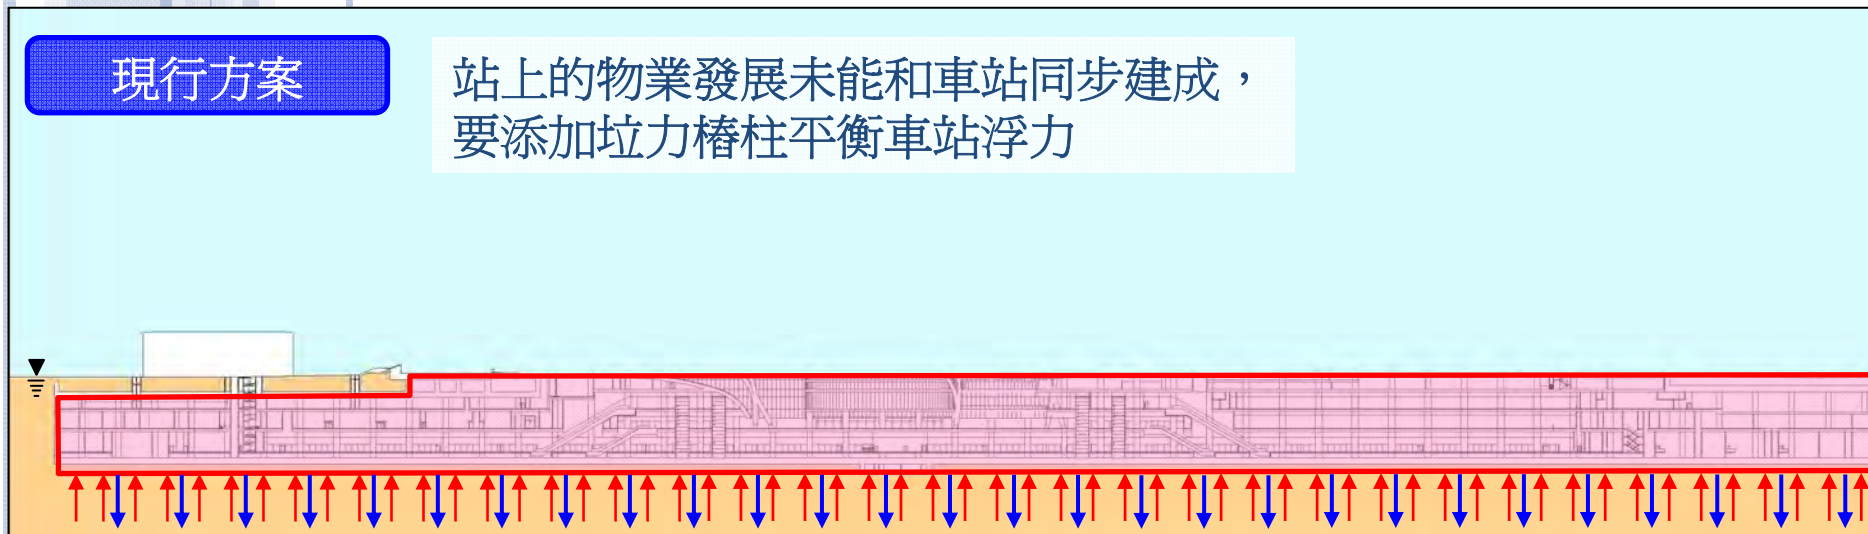 現行方案
站上的物業發展未能和車站同步建成，
要添加垃力樁柱平衡車站浮力